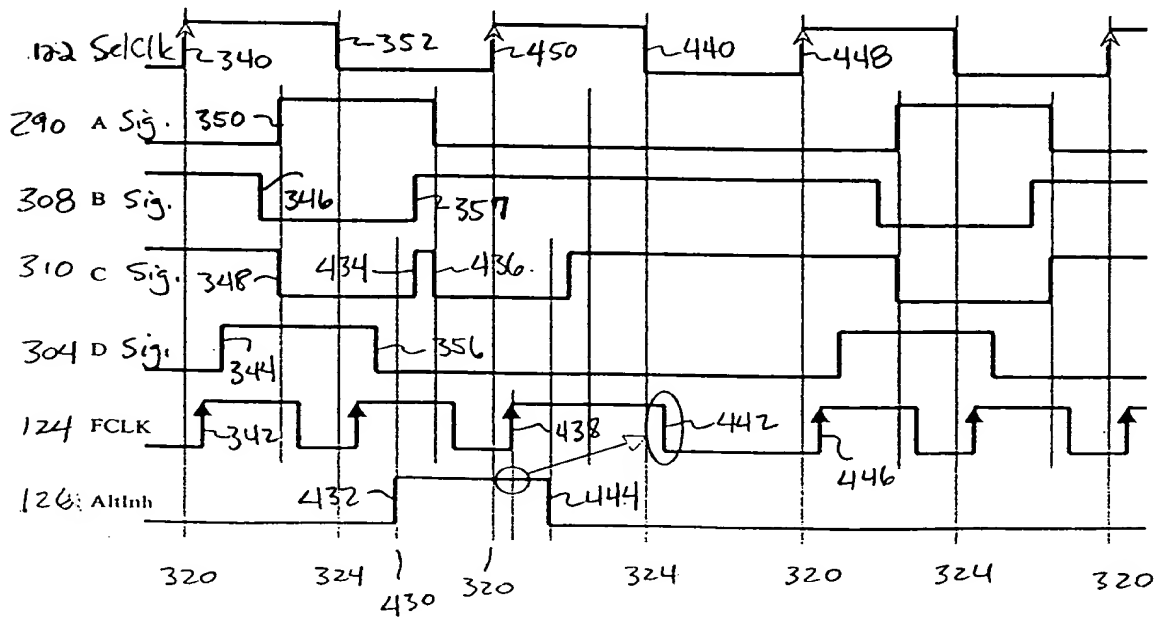 122 SelClk 340 352 450 440 448
290 A Sig. 350
308 B Sig. 346 357
310 C Sig. 348 434 436
304 D Sig. 344 356
124 FCLK 342 438 442 446
126 AltInh 432 444
320 324 430 320 324 320 324 320